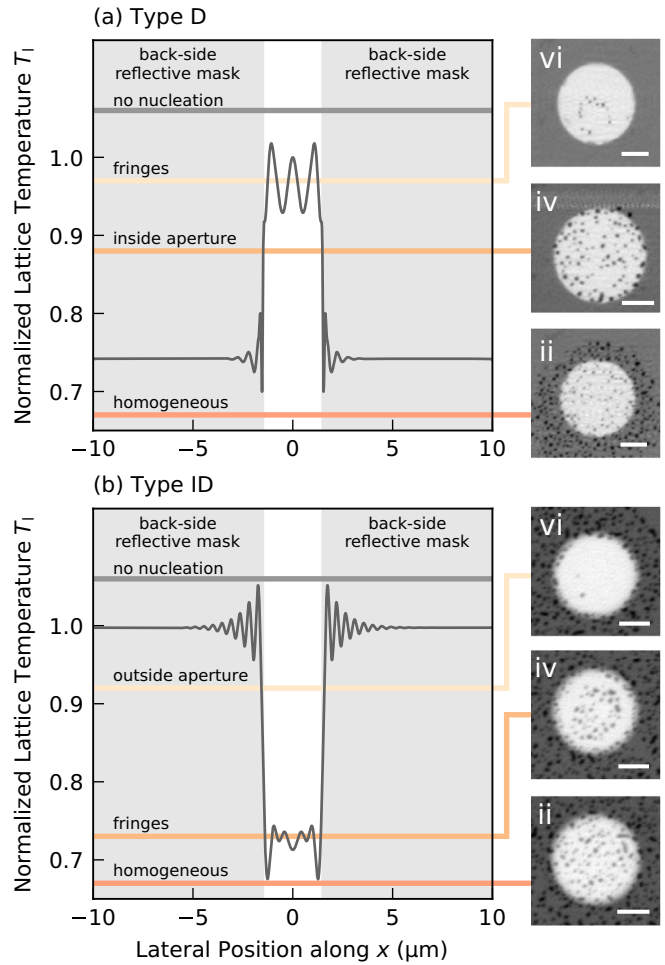 (a) Type D
back-side
reflective mask
back-side
reflective mask
no nucleation
fringes
inside aperture
homogeneous
1.0
0.9
0.8
0.7
−10
−5
0
5
10
Normalized Lattice Temperature Tl
vi
iv
ii
(b) Type ID
back-side
reflective mask
back-side
reflective mask
no nucleation
outside aperture
fringes
homogeneous
1.0
0.9
0.8
0.7
−10
−5
0
5
10
Normalized Lattice Temperature Tl
Lateral Position along x (μm)
vi
iv
ii